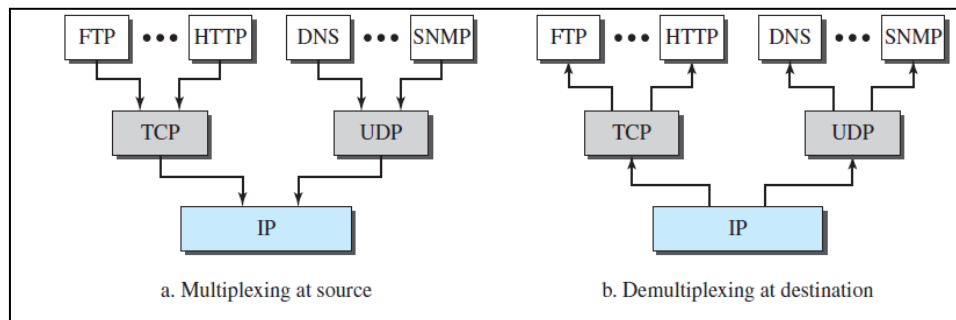 FTP ••• HTTP DNS ••• SNMP
TCP UDP
IP
a. Multiplexing at source
FTP ••• HTTP DNS ••• SNMP
TCP UDP
IP
b. Demultiplexing at destination